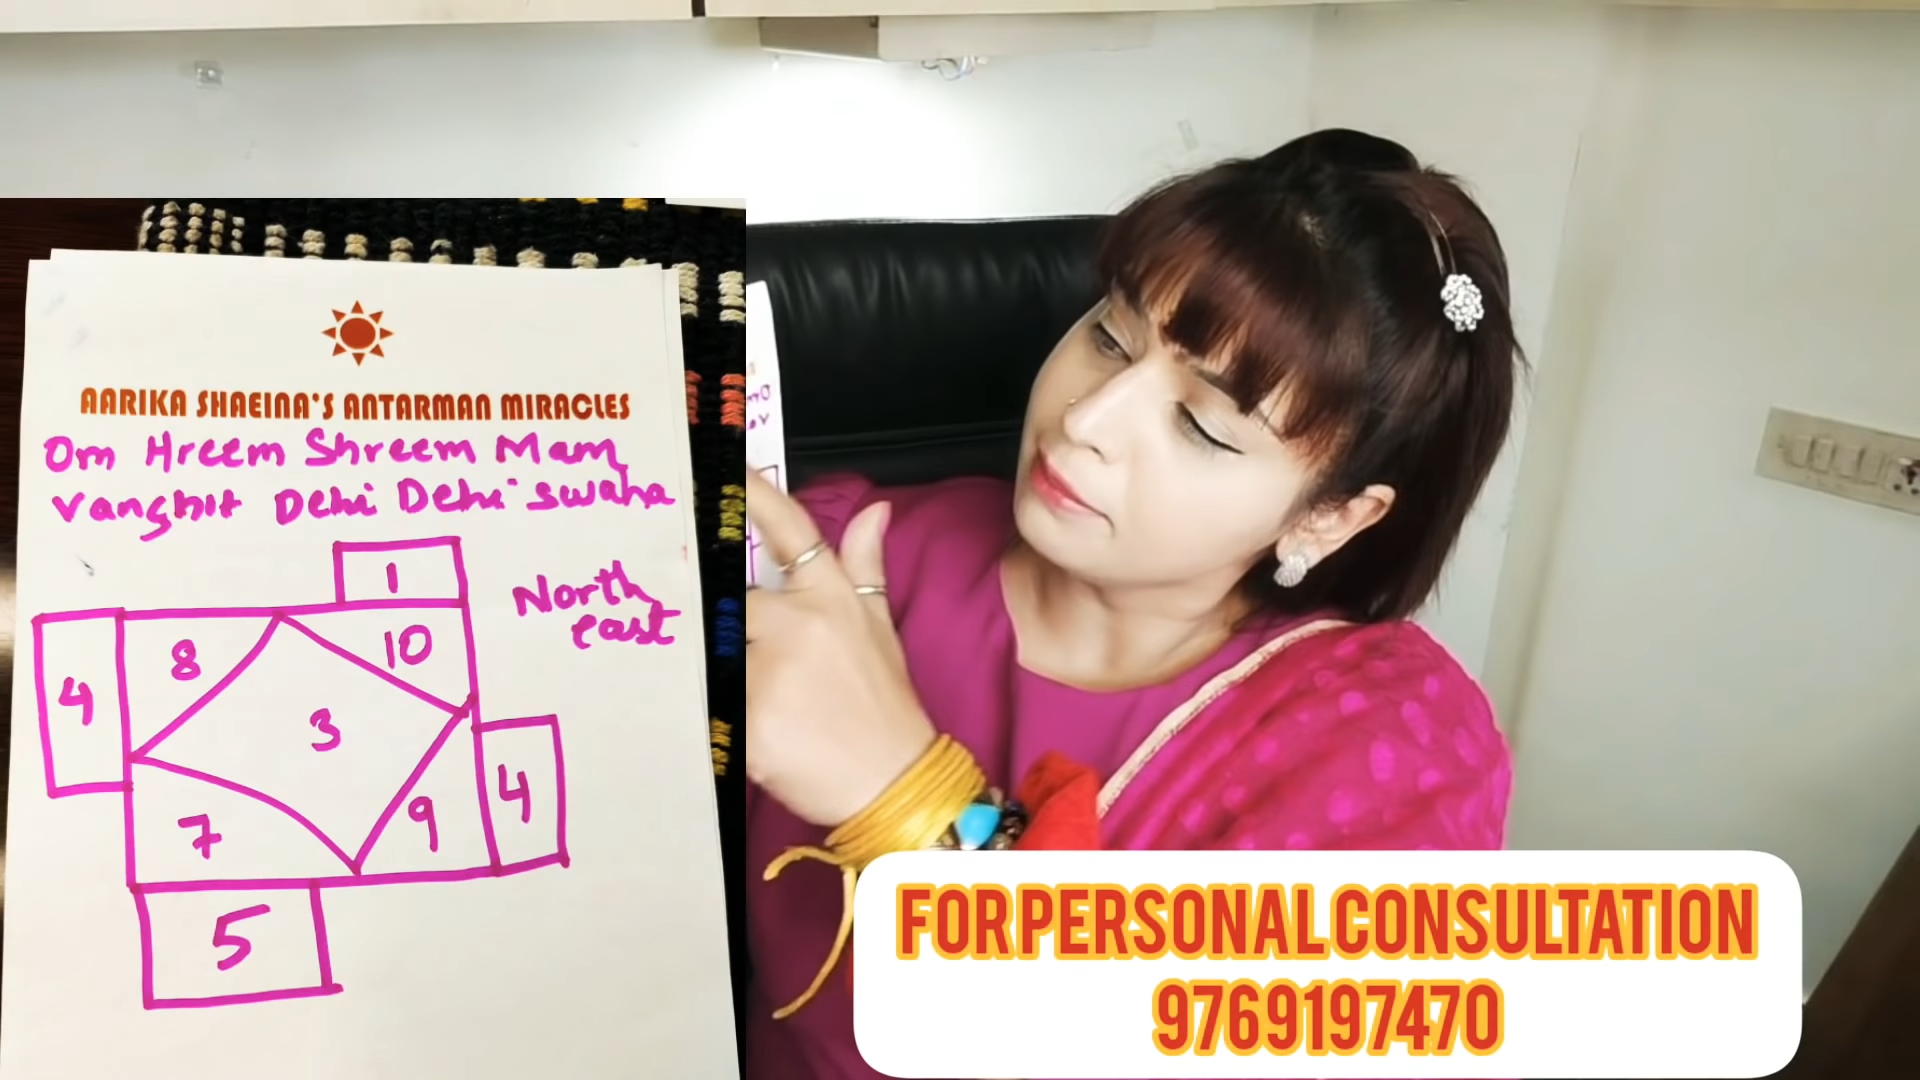 AARIKA SHAEINA'S ANTARMAN MIRACLES
Om Hreem Shreem Mam
Vanghit Dehi Dehi Swaha
1
North
east
8
10
4
3
4
7
9
5
FOR PERSONAL CONSULTATION
9769197470